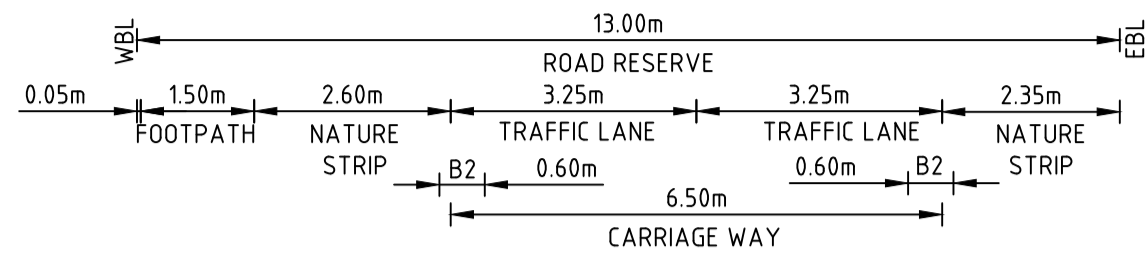 13.00m
WBL
EBL
ROAD RESERVE
0.05m 1.50m 2.60m 3.25m 3.25m 2.35m
FOOTPATH NATURE STRIP TRAFFIC LANE TRAFFIC LANE NATURE STRIP
B2 0.60m 0.60m B2
6.50m
CARRIAGE WAY